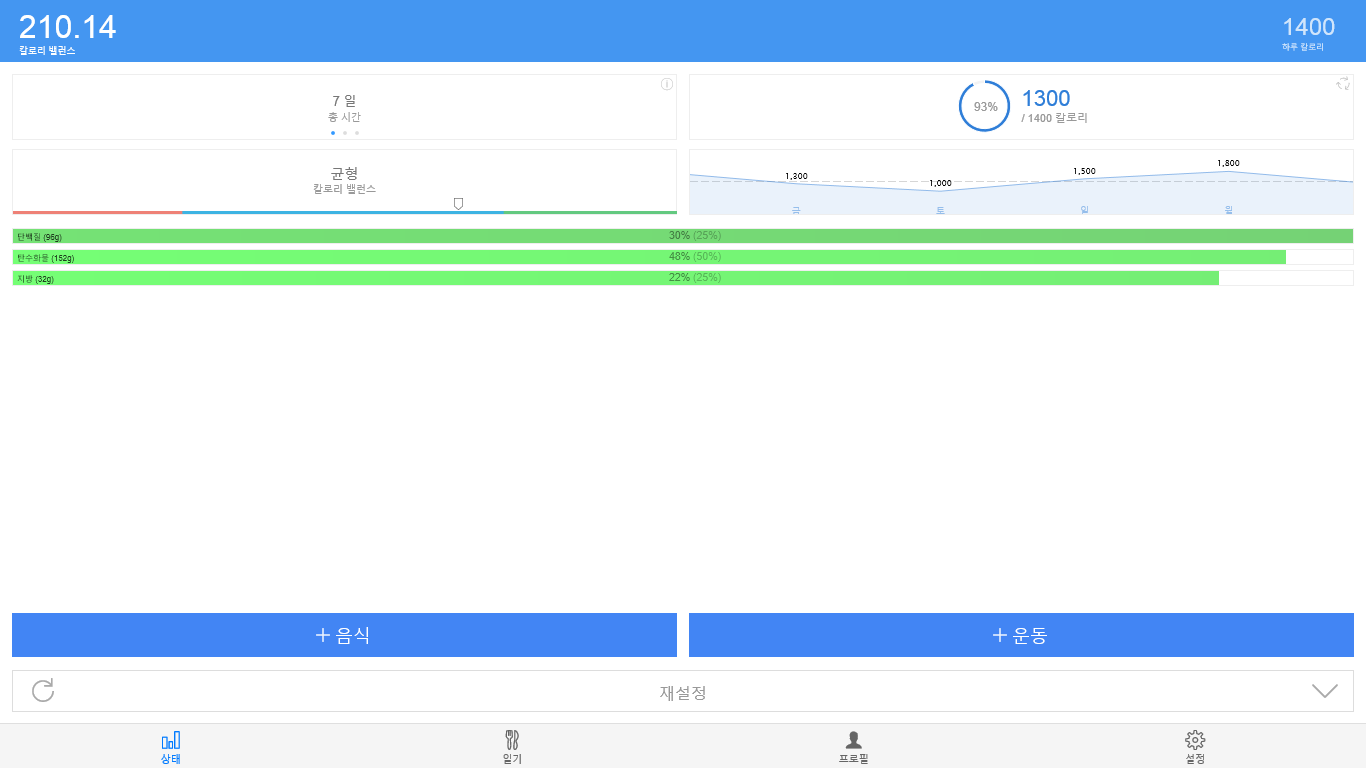 210.14
칼로리 밸런스
1400
하루 칼로리
7 일
총 시간
93%
1300
/ 1400 칼로리
균형
칼로리 밸런스
1,300
1,000
1,500
1,800
금
토
일
월
단백질 (96g)
30% (25%)
탄수화물 (152g)
48% (50%)
지방 (32g)
22% (25%)
+ 음식
+ 운동
재설정
상태
일기
프로필
설정